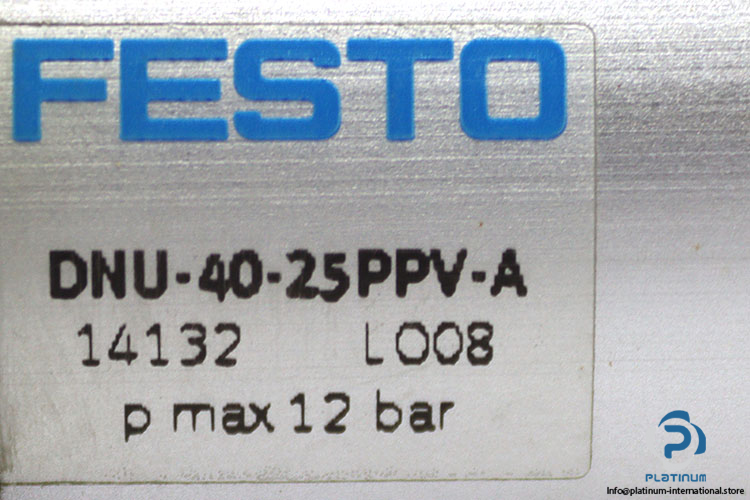 FESTO
DNU-40-25PPV-A
14132 L008
p max 12 bar
PLATINUM
Info@platinum-international.store